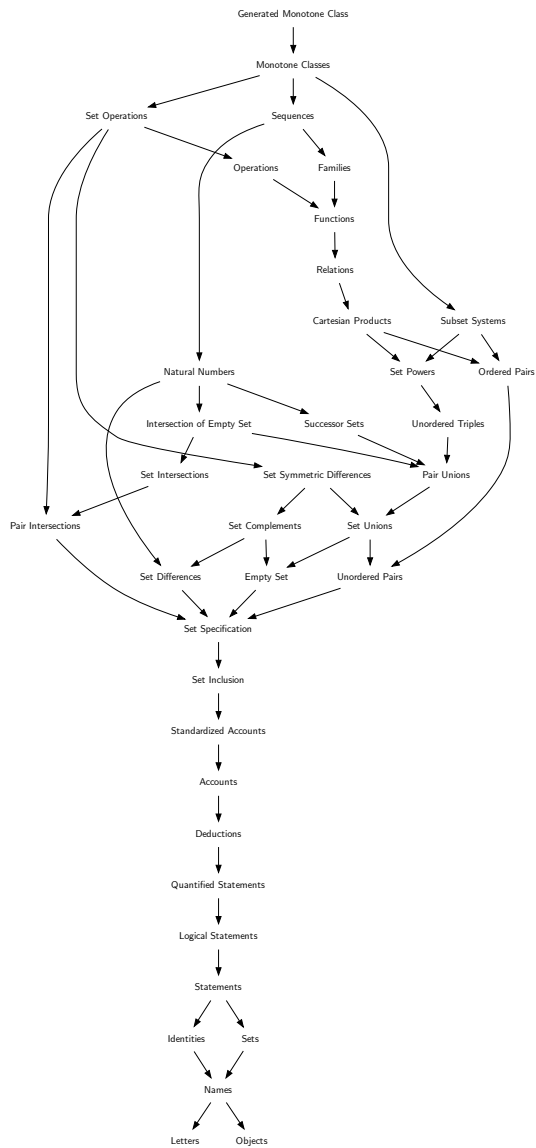 Generated Monotone Class
Monotone Classes
Set Operations
Sequences
Operations
Families
Functions
Relations
Cartesian Products
Subset Systems
Set Powers
Ordered Pairs
Natural Numbers
Intersection of Empty Set
Successor Sets
Unordered Triples
Set Intersections
Set Symmetric Differences
Pair Unions
Pair Intersections
Set Complements
Set Unions
Set Differences
Empty Set
Unordered Pairs
Set Specification
Set Inclusion
Standardized Accounts
Accounts
Deductions
Quantified Statements
Logical Statements
Statements
Identities
Sets
Names
Letters
Objects